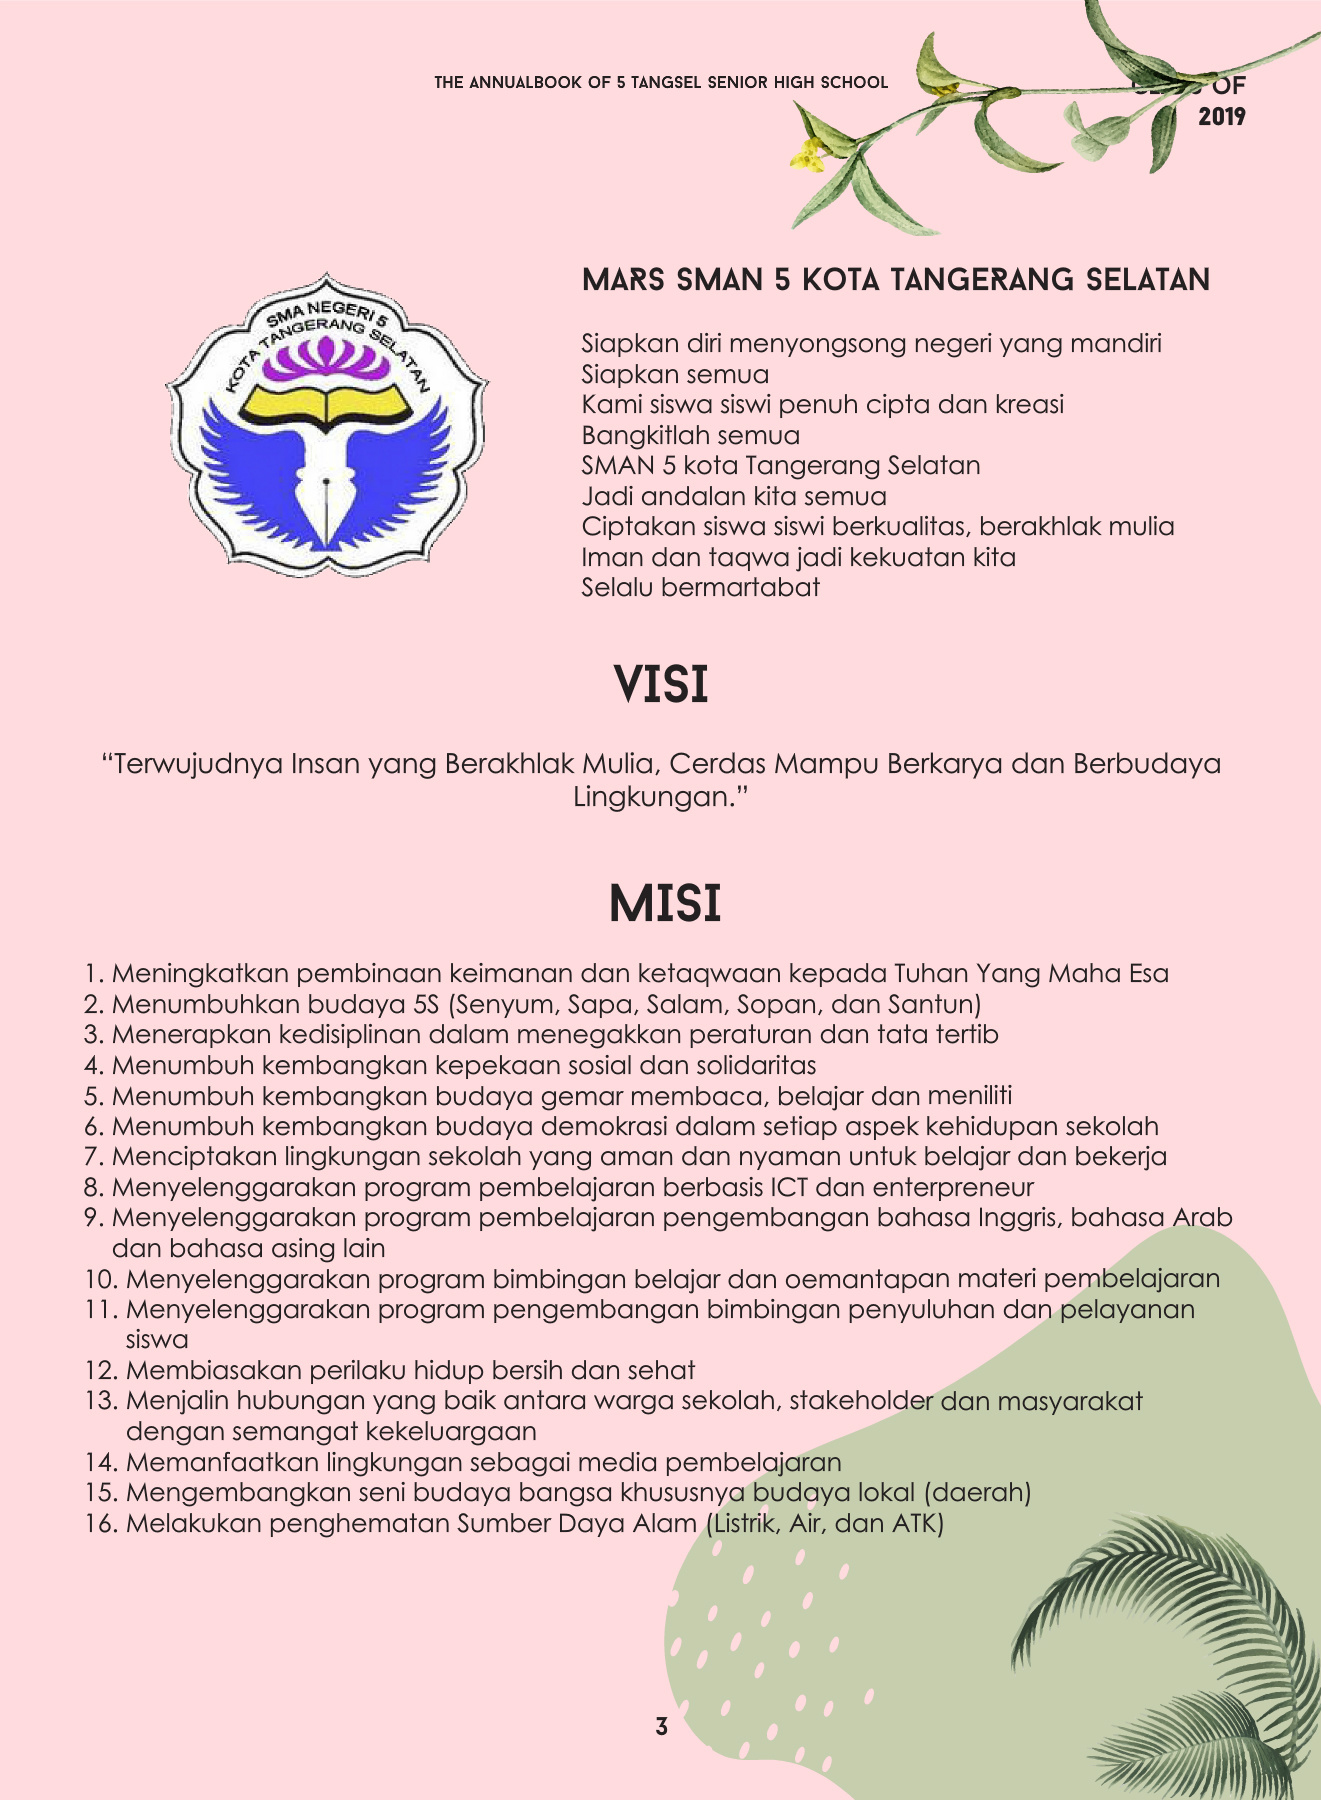 THE ANNUALBOOK OF 5 TANGSEL SENIOR HIGH SCHOOL
OF
2019
SMA NEGERI 5
KOTA TANGERANG SELATAN
MARS SMAN 5 KOTA TANGERANG SELATAN
Siapkan diri menyongsong negeri yang mandiri
Siapkan semua
Kami siswa siswi penuh cipta dan kreasi
Bangkitlah semua
SMAN 5 kota Tangerang Selatan
Jadi andalan kita semua
Ciptakan siswa siswi berkualitas, berakhlak mulia
Iman dan taqwa jadi kekuatan kita
Selalu bermartabat
VISI
“Terwujudnya Insan yang Berakhlak Mulia, Cerdas Mampu Berkarya dan Berbudaya
Lingkungan.”
MISI
1. Meningkatkan pembinaan keimanan dan ketaqwaan kepada Tuhan Yang Maha Esa
2. Menumbuhkan budaya 5S (Senyum, Sapa, Salam, Sopan, dan Santun)
3. Menerapkan kedisiplinan dalam menegakkan peraturan dan tata tertib
4. Menumbuh kembangkan kepekaan sosial dan solidaritas
5. Menumbuh kembangkan budaya gemar membaca, belajar dan meniliti
6. Menumbuh kembangkan budaya demokrasi dalam setiap aspek kehidupan sekolah
7. Menciptakan lingkungan sekolah yang aman dan nyaman untuk belajar dan bekerja
8. Menyelenggarakan program pembelajaran berbasis ICT dan enterpreneur
9. Menyelenggarakan program pembelajaran pengembangan bahasa Inggris, bahasa Arab
dan bahasa asing lain
10. Menyelenggarakan program bimbingan belajar dan oemantapan materi pembelajaran
11. Menyelenggarakan program pengembangan bimbingan penyuluhan dan pelayanan
siswa
12. Membiasakan perilaku hidup bersih dan sehat
13. Menjalin hubungan yang baik antara warga sekolah, stakeholder dan masyarakat
dengan semangat kekeluargaan
14. Memanfaatkan lingkungan sebagai media pembelajaran
15. Mengembangkan seni budaya bangsa khususnya budaya lokal (daerah)
16. Melakukan penghematan Sumber Daya Alam (Listrik, Air, dan ATK)
3